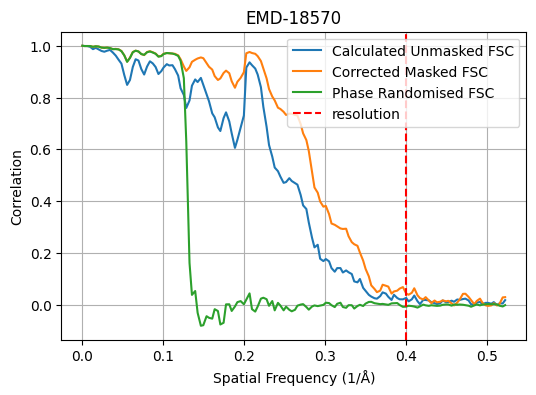 EMD-18570
Calculated Unmasked FSC
Corrected Masked FSC
Phase Randomised FSC
resolution
Correlation
1.0
0.8
0.6
0.4
0.2
0.0
0.0 0.1 0.2 0.3 0.4 0.5
Spatial Frequency (1/Å)